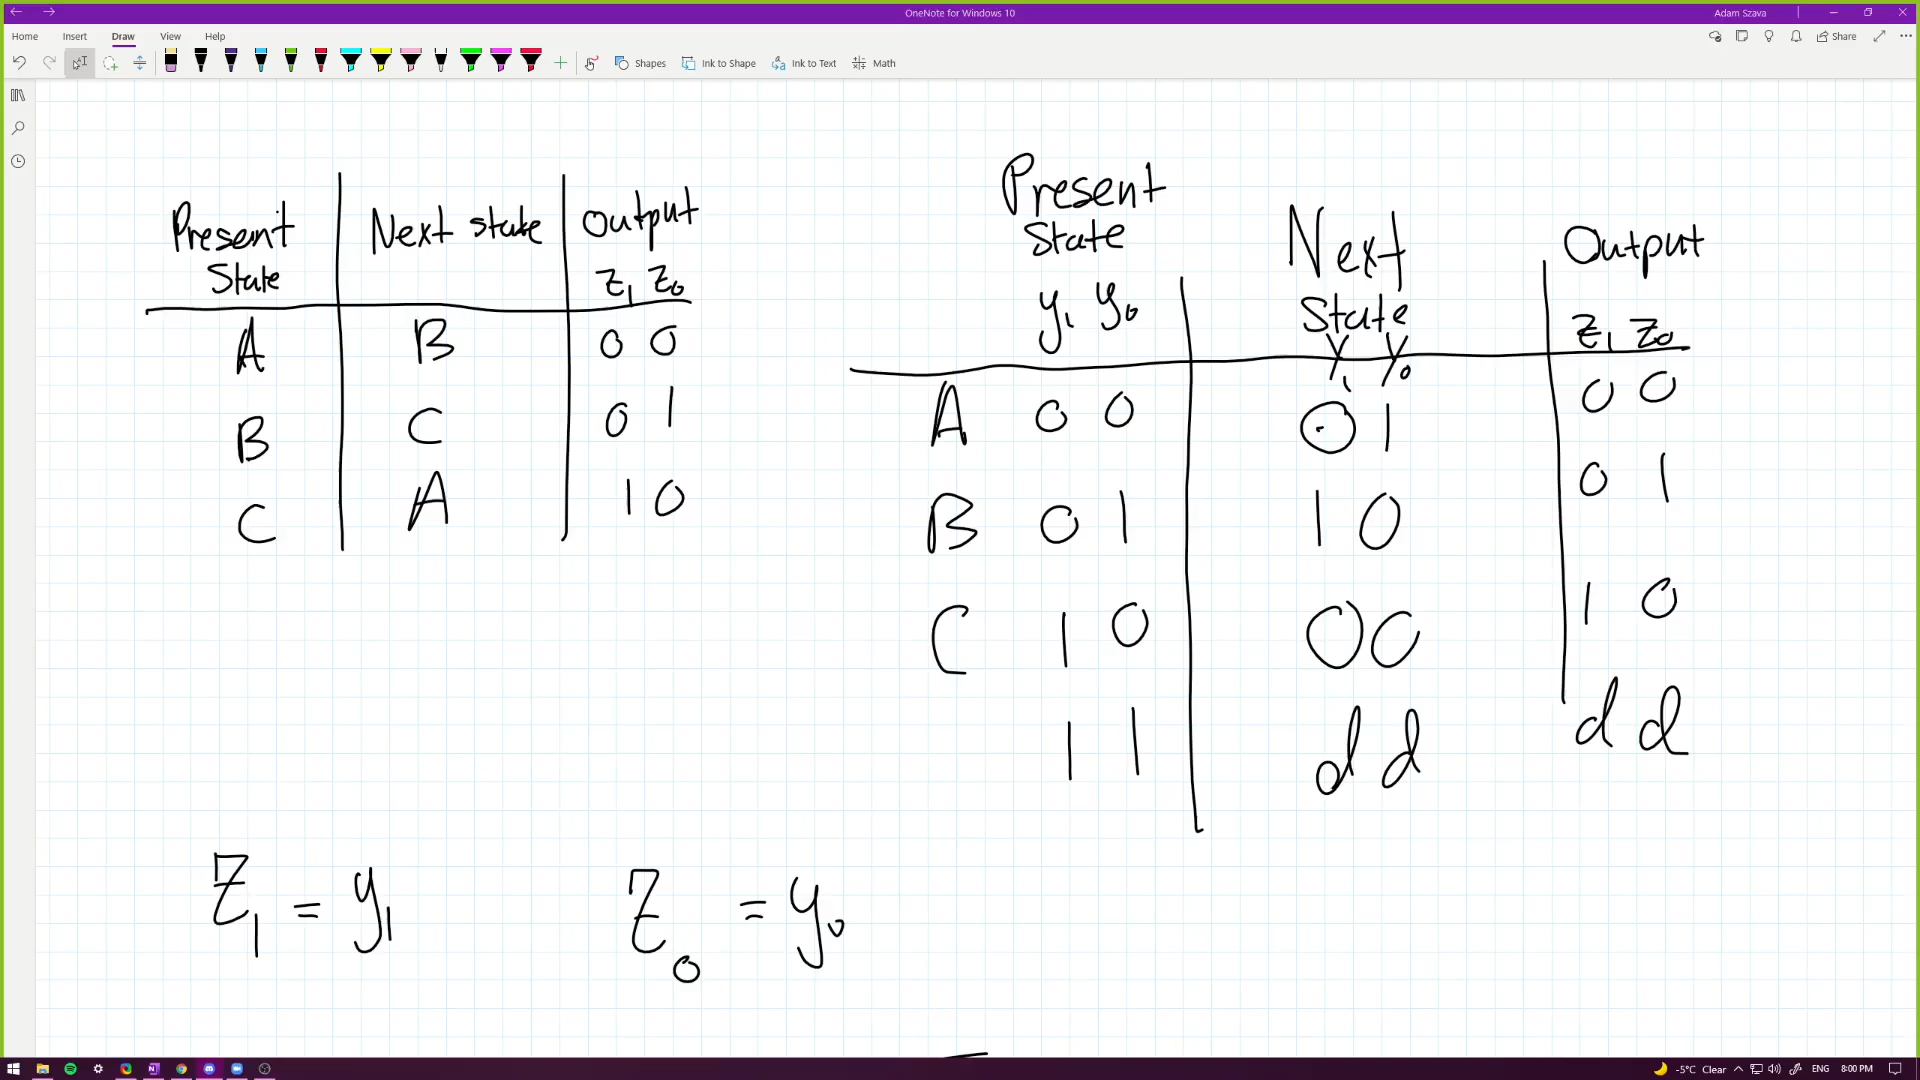 OneNote for Windows 10
Adam Szava
Home Insert Draw View Help
Share
Shapes Ink to Shape Ink to Text Math
Present State Next state Output
z₁ z₀
A B 0 0
B C 0 1
C A 1 0
Present State Next State Output
y₁ y₀ Y₁ Y₀ z₁ z₀
A 0 0 0 1 0 0
B 0 1 1 0 0 1
C 1 0 0 0 1 0
1 1 d d d d
Z₁ = y₁ Z₀ = y₀
-5°C Clear ENG 8:00 PM